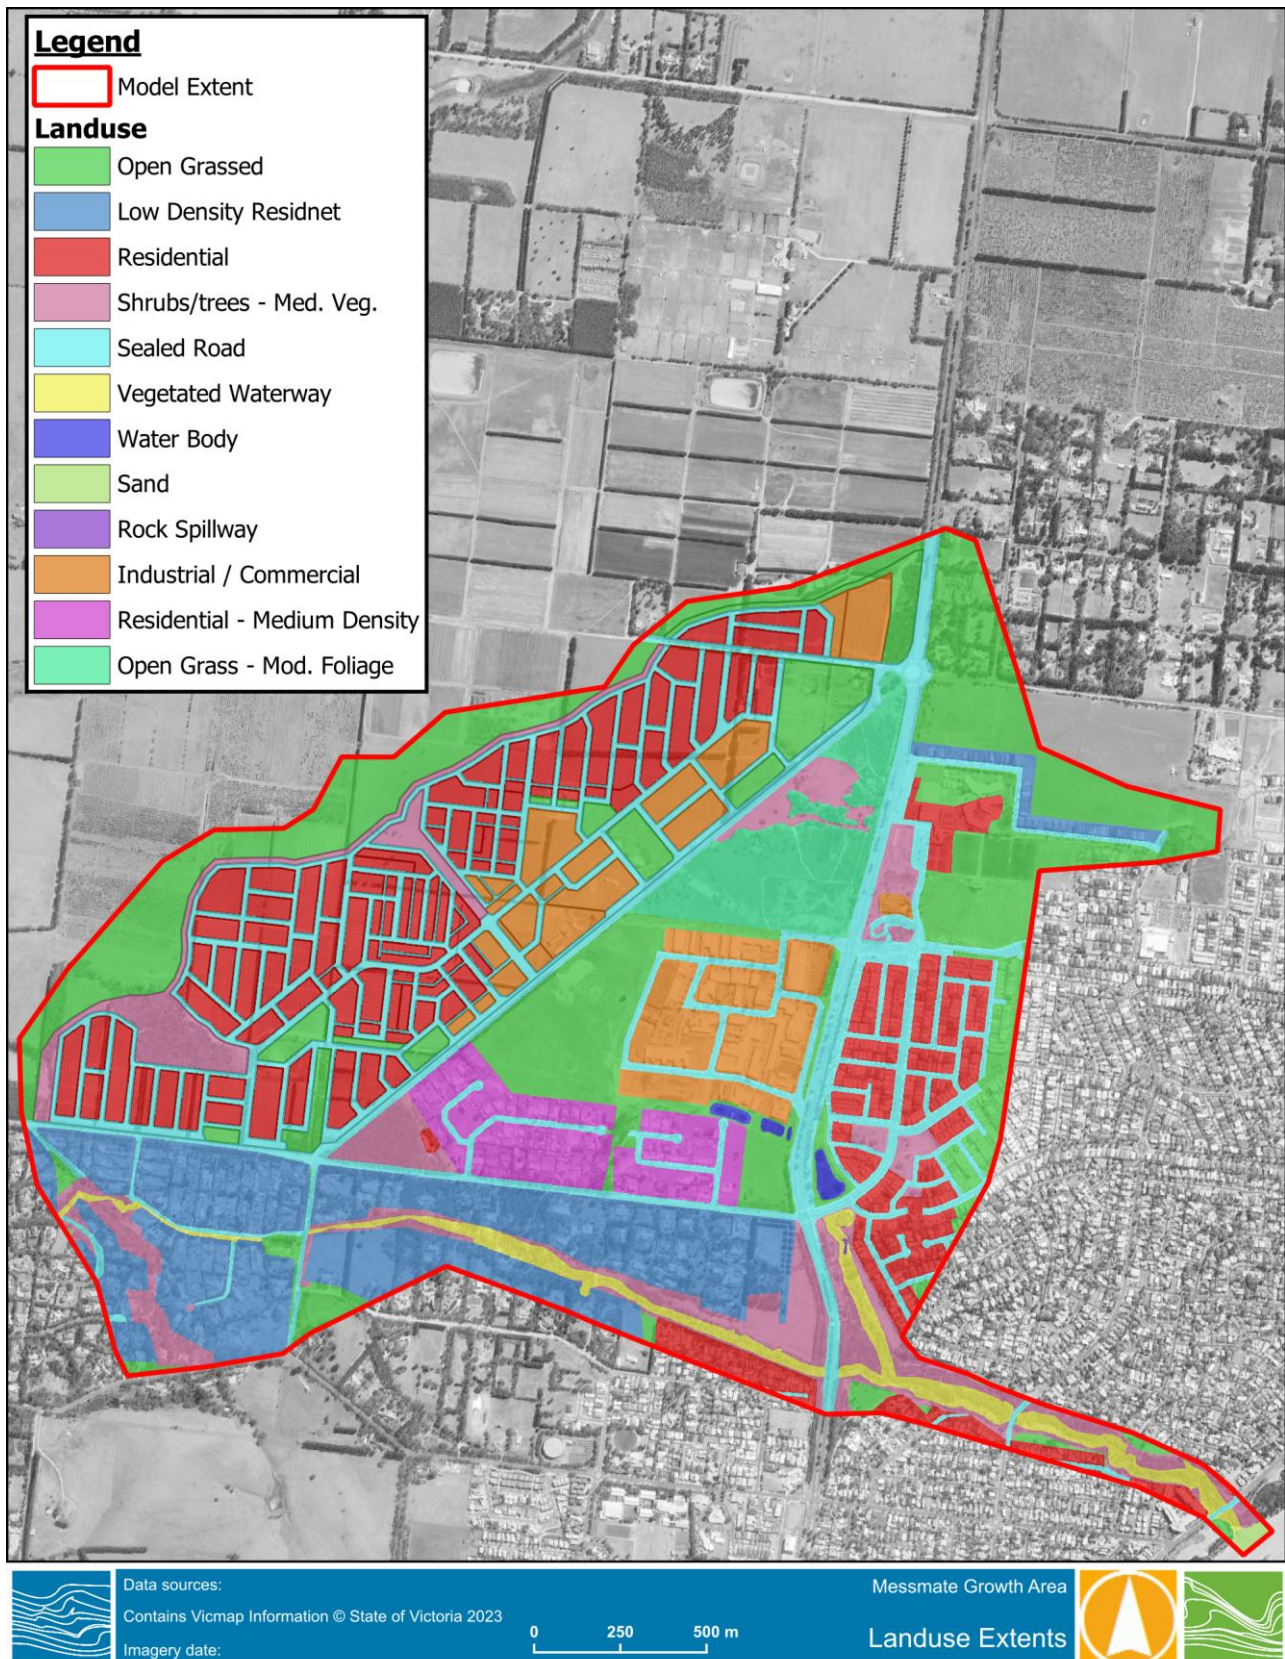 Legend
Model Extent
Landuse
Open Grassed
Low Density Residnet
Residential
Shrubs/trees - Med. Veg.
Sealed Road
Vegetated Waterway
Water Body
Sand
Rock Spillway
Industrial / Commercial
Residential - Medium Density
Open Grass - Mod. Foliage
Data sources:
Contains Vicmap Information © State of Victoria 2023
Imagery date:
0 250 500 m
Messmate Growth Area
Landuse Extents